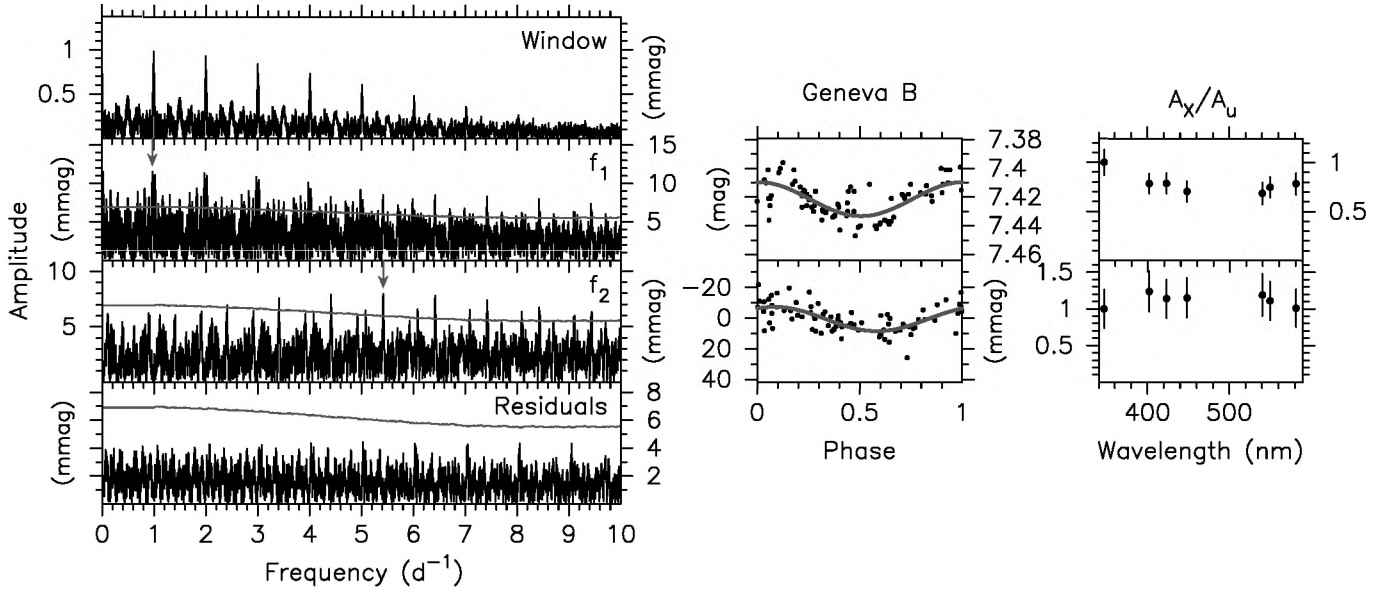 Window
1
0.5
(mmag)
f1
15
10
5
(mmag)
Amplitude
f2
10
5
(mmag)
Residuals
8
6
4
2
(mmag)
0 1 2 3 4 5 6 7 8 9 10
Frequency (d−1)
Geneva B
(mag)
7.38
7.4
7.42
7.44
7.46
−20
0
20
40
(mmag)
0 0.5 1
Phase
AX/Au
1
0.5
1.5
1
0.5
400 500
Wavelength (nm)